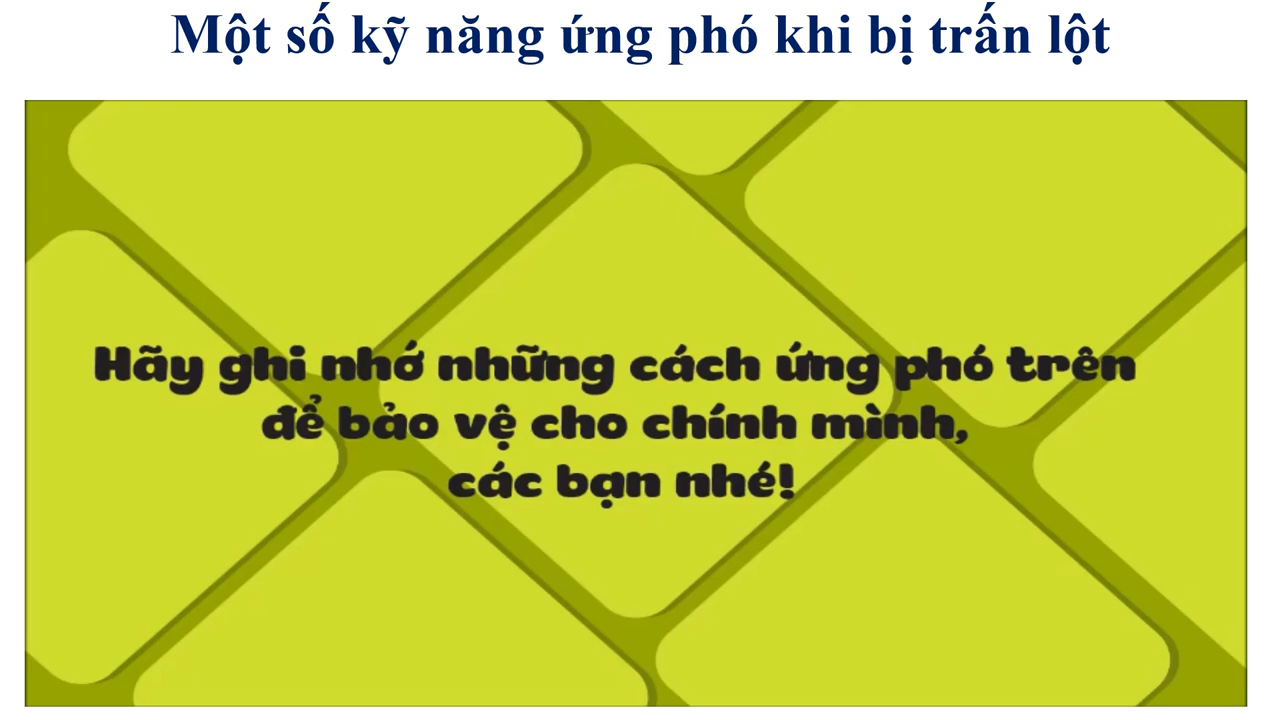 Một số kỹ năng ứng phó khi bị trấn lột
Hãy ghi nhớ những cách ứng phó trên
để bảo vệ cho chính mình,
các bạn nhé!